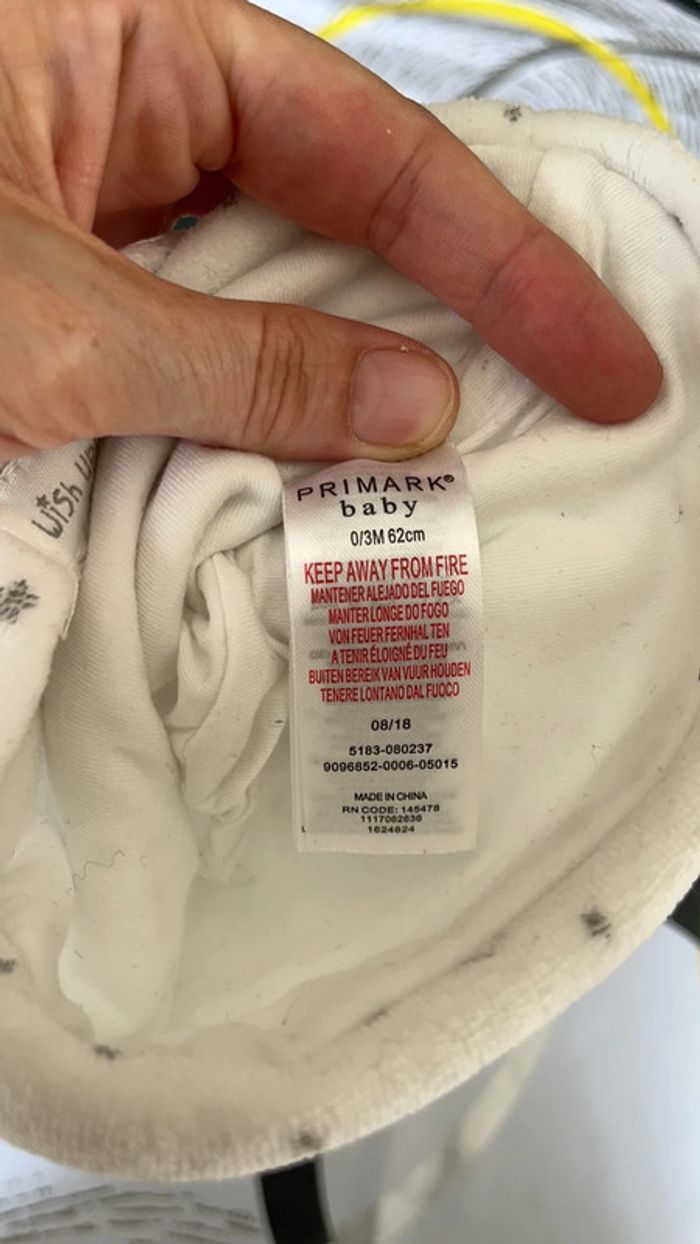 wish
PRIMARK®
baby
0/3M 62cm
KEEP AWAY FROM FIRE
MANTENER ALEJADO DEL FUEGO
MANTER LONGE DO FOGO
VON FEUER FERNHALTEN
A TENIR ÉLOIGNÉ DU FEU
BUITEN BEREIK VAN VUUR HOUDEN
TENERE LONTANO DAL FUOCO
08/18
5183-080237
9096852-0006-05015
MADE IN CHINA
RN CODE: 145478
1624824